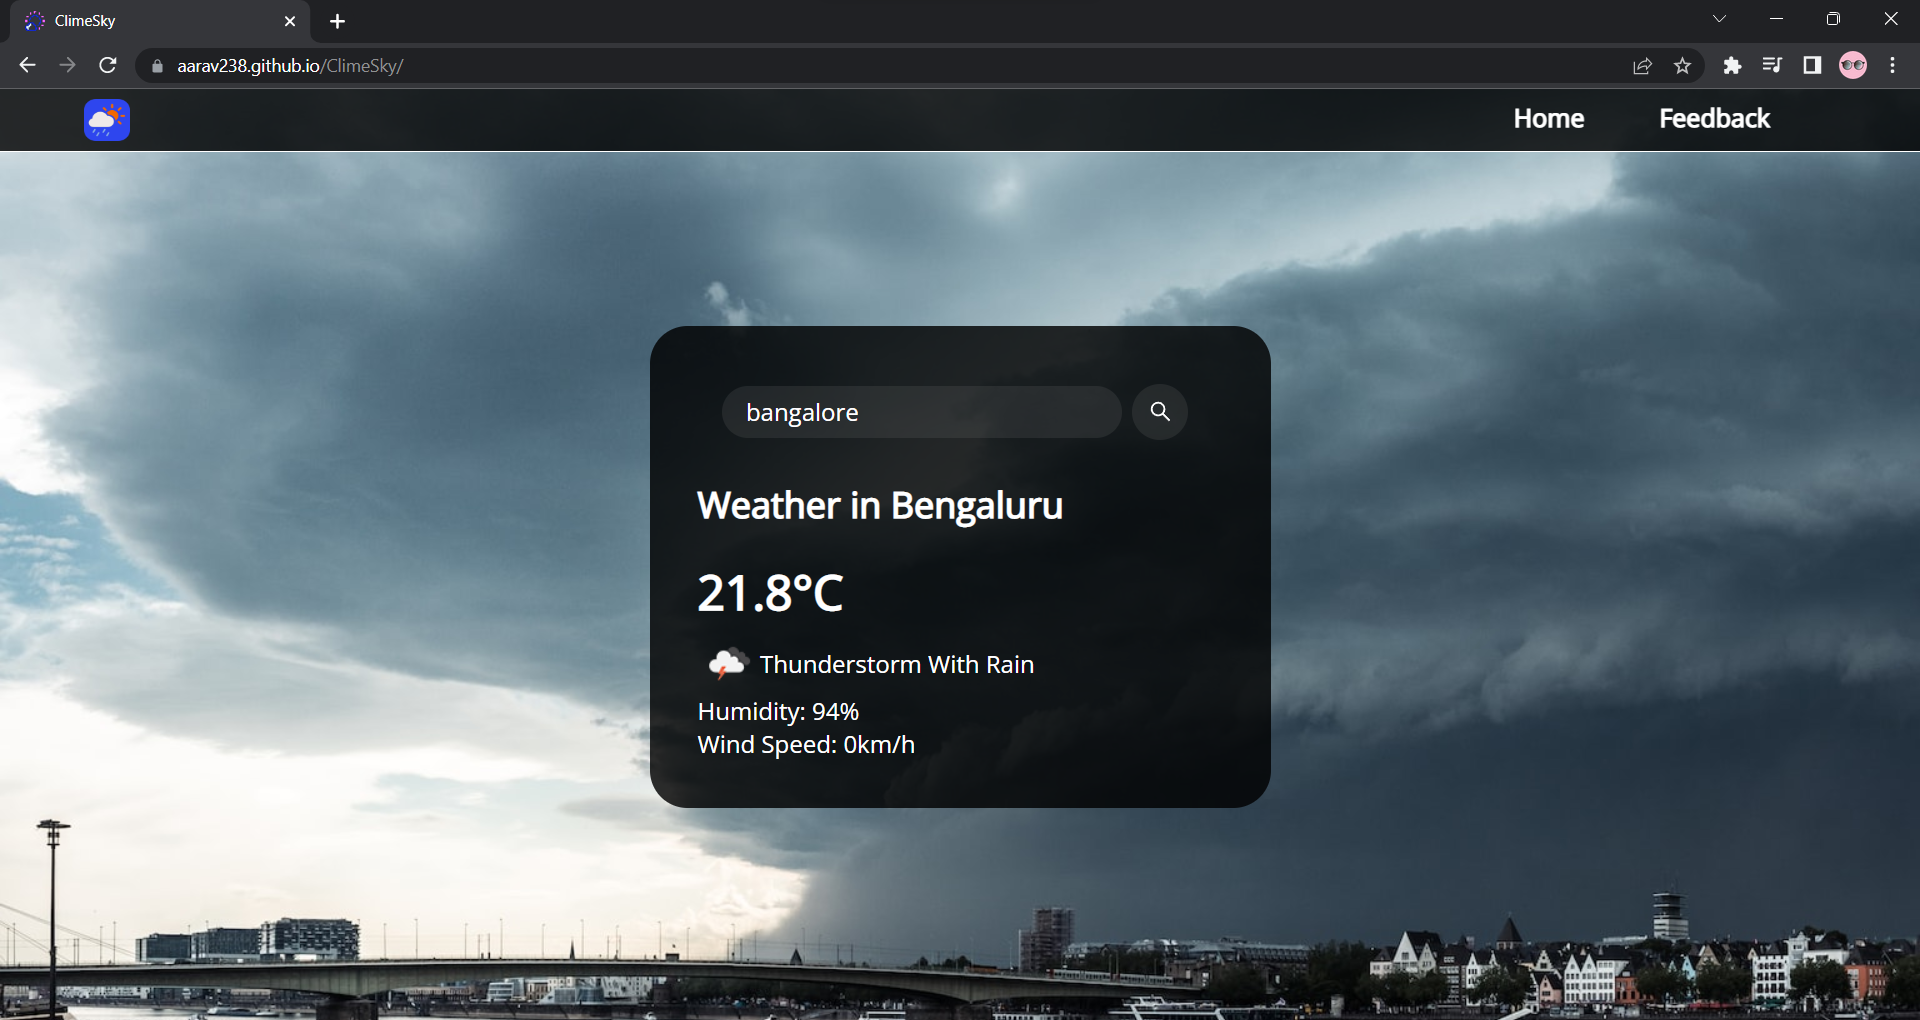 ClimeSky
aarav238.github.io/ClimeSky/
Home
Feedback
bangalore
Weather in Bengaluru
21.8°C
Thunderstorm With Rain
Humidity: 94%
Wind Speed: 0km/h